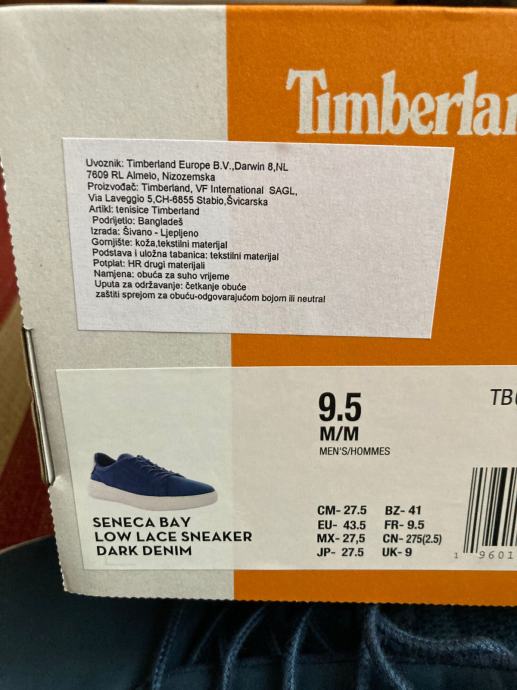 Uvoznik: Timberland Europe B.V.,Darwin 8,NL
7609 RL Almelo, Nizozemska
Proizvođač: Timberland, VF International SAGL,
Via Laveggio 5,CH-6855 Stabio,Švicarska
Artikl: tenisice Timberland
Podrijetlo: Bangladeš
Izrada: Šivano - Ljepljeno
Gornjište: koža,tekstilni materijal
Podstava i uložna tabanica: tekstilni materijal
Potplat: HR drugi materijali
Namjena: obuća za suho vrijeme
Uputa za održavanje: četkanje obuće
zaštiti sprejom za obuću-odgovarajućom bojom ili neutral
9.5
M/M
MEN'S/HOMMES
CM- 27.5 BZ- 41
EU- 43.5 FR- 9.5
MX- 27,5 CN- 275(2.5)
JP- 27.5 UK- 9
SENECA BAY
LOW LACE SNEAKER
DARK DENIM